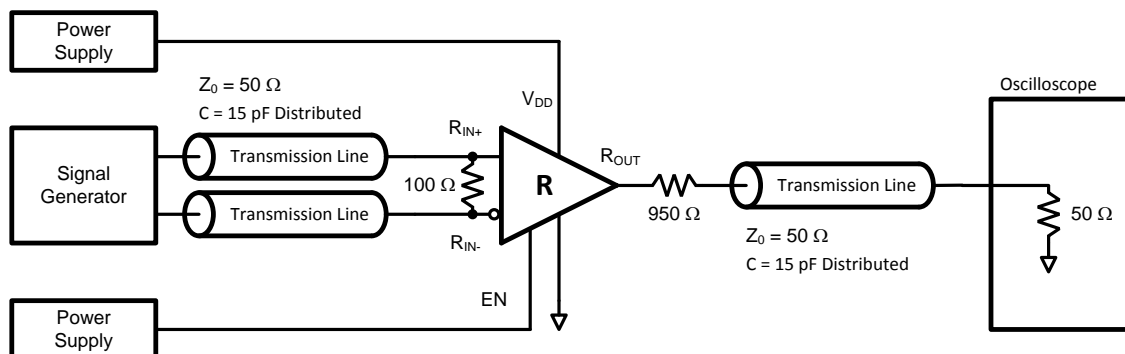 Power
Supply
Z0 = 50 Ω
C = 15 pF Distributed
Oscilloscope
VDD
Signal
Generator
Transmission Line
Transmission Line
RIN+
100 Ω
RIN-
R
ROUT
950 Ω
Transmission Line
50 Ω
Z0 = 50 Ω
C = 15 pF Distributed
EN
Power
Supply